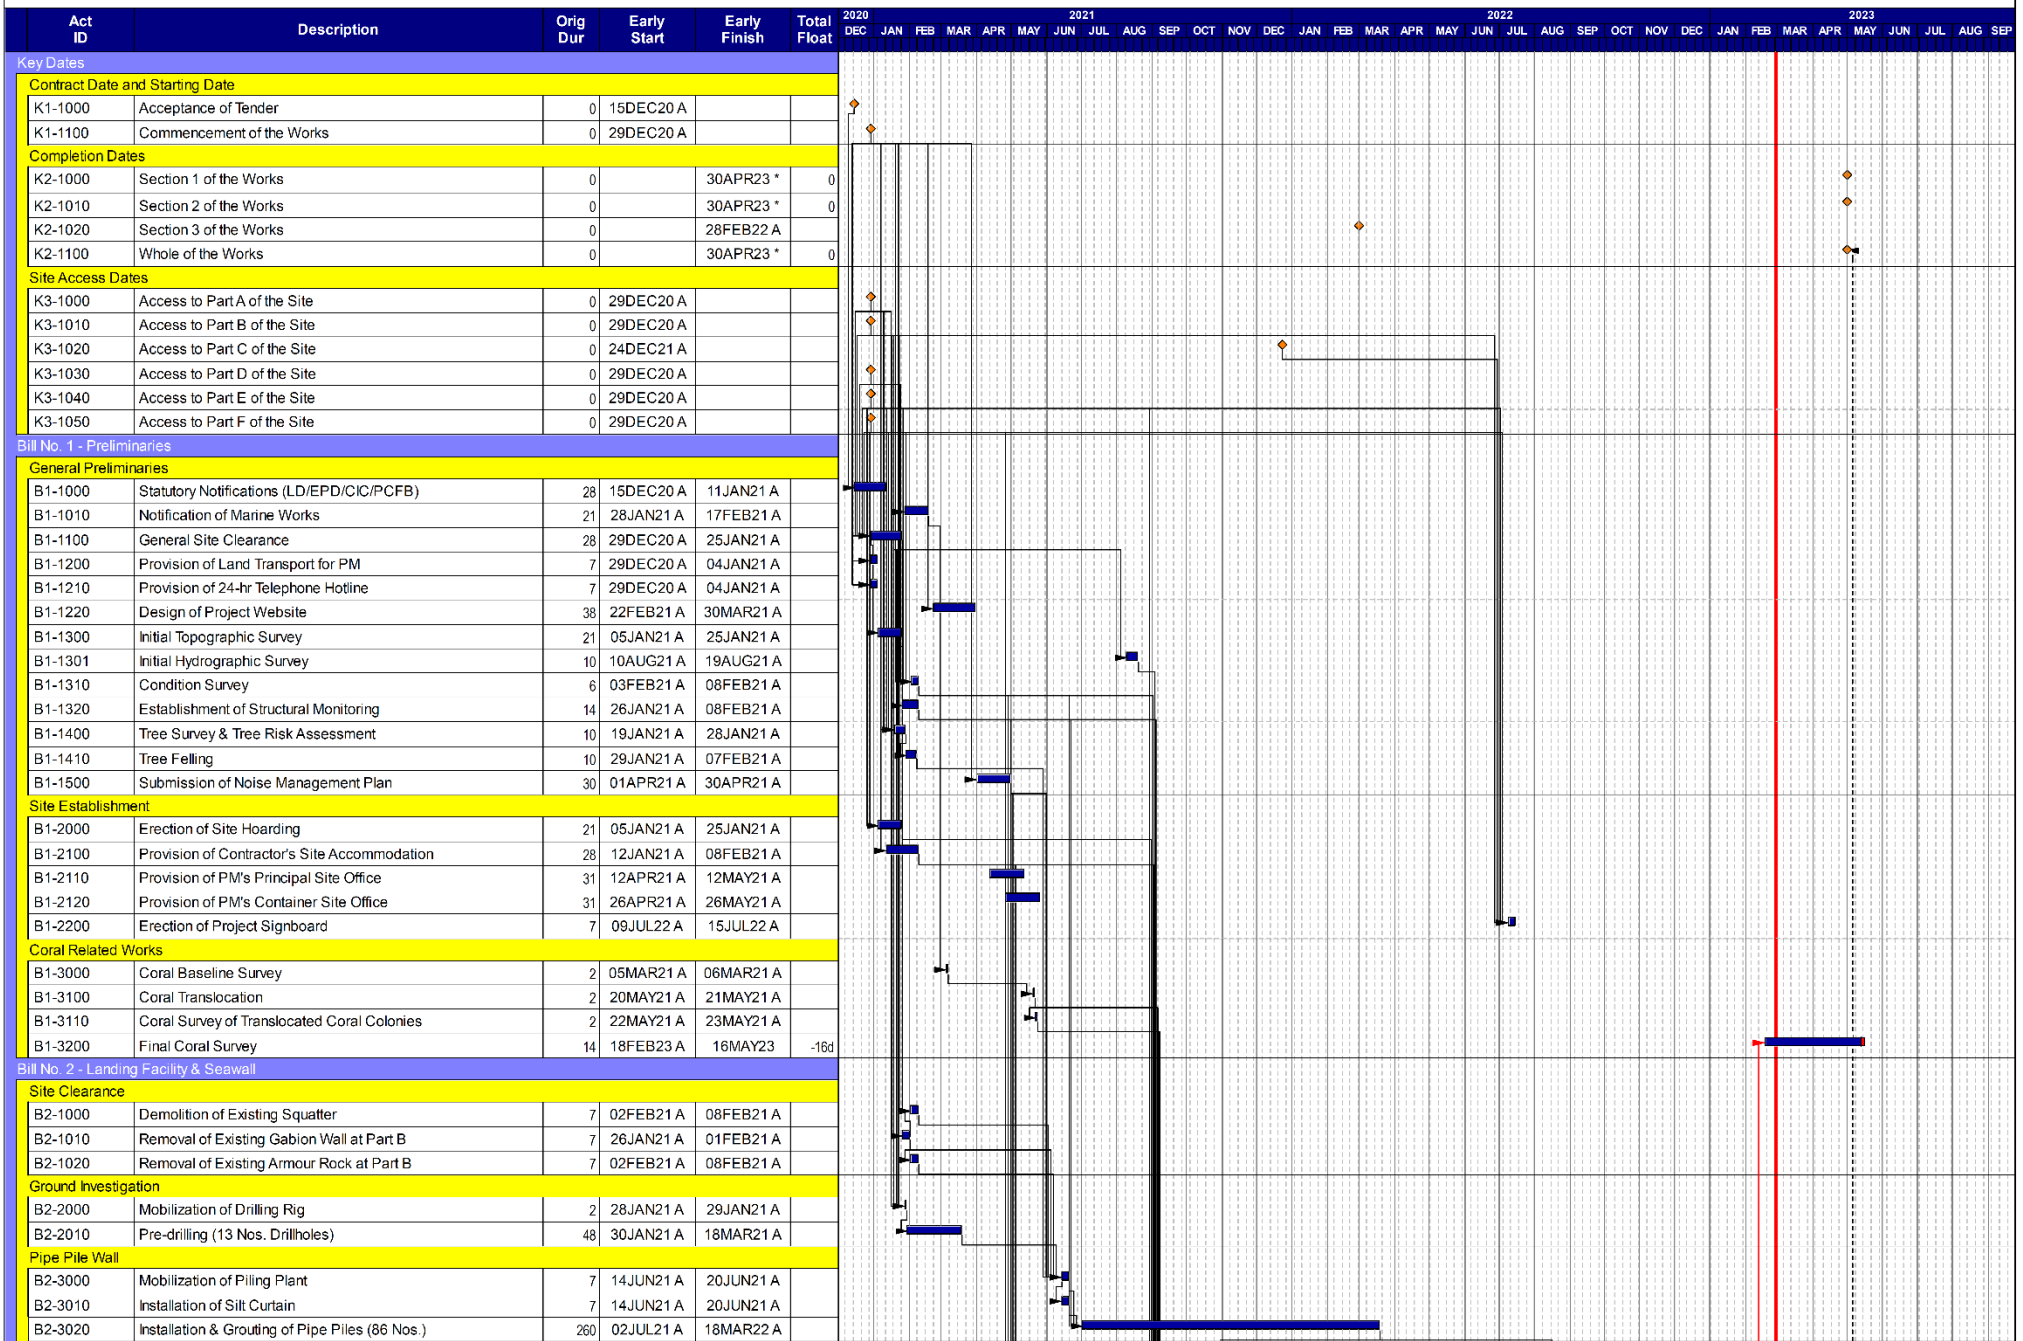 Act ID Description Orig Dur Early Start Early Finish Total Float
2020 2021 2022 2023
DEC JAN FEB MAR APR MAY JUN JUL AUG SEP OCT NOV DEC JAN FEB MAR APR MAY JUN JUL AUG SEP OCT NOV DEC JAN FEB MAR APR MAY JUN JUL AUG SEP
Key Dates
Contract Date and Starting Date
K1-1000 Acceptance of Tender 0 15DEC20 A
K1-1100 Commencement of the Works 0 29DEC20 A
Completion Dates
K2-1000 Section 1 of the Works 0 30APR23 * 0
K2-1010 Section 2 of the Works 0 30APR23 * 0
K2-1020 Section 3 of the Works 0 28FEB22 A
K2-1100 Whole of the Works 0 30APR23 * 0
Site Access Dates
K3-1000 Access to Part A of the Site 0 29DEC20 A
K3-1010 Access to Part B of the Site 0 29DEC20 A
K3-1020 Access to Part C of the Site 0 24DEC21 A
K3-1030 Access to Part D of the Site 0 29DEC20 A
K3-1040 Access to Part E of the Site 0 29DEC20 A
K3-1050 Access to Part F of the Site 0 29DEC20 A
Bill No. 1 - Preliminaries
General Preliminaries
B1-1000 Statutory Notifications (LD/EPD/CIC/PCFB) 28 15DEC20 A 11JAN21 A
B1-1010 Notification of Marine Works 21 28JAN21 A 17FEB21 A
B1-1100 General Site Clearance 28 29DEC20 A 25JAN21 A
B1-1200 Provision of Land Transport for PM 7 29DEC20 A 04JAN21 A
B1-1210 Provision of 24-hr Telephone Hotline 7 29DEC20 A 04JAN21 A
B1-1220 Design of Project Website 38 22FEB21 A 30MAR21 A
B1-1300 Initial Topographic Survey 21 05JAN21 A 25JAN21 A
B1-1301 Initial Hydrographic Survey 10 10AUG21 A 19AUG21 A
B1-1310 Condition Survey 6 03FEB21 A 08FEB21 A
B1-1320 Establishment of Structural Monitoring 14 26JAN21 A 08FEB21 A
B1-1400 Tree Survey & Tree Risk Assessment 10 19JAN21 A 28JAN21 A
B1-1410 Tree Felling 10 29JAN21 A 07FEB21 A
B1-1500 Submission of Noise Management Plan 30 01APR21 A 30APR21 A
Site Establishment
B1-2000 Erection of Site Hoarding 21 05JAN21 A 25JAN21 A
B1-2100 Provision of Contractor's Site Accommodation 28 12JAN21 A 08FEB21 A
B1-2110 Provision of PM's Principal Site Office 31 12APR21 A 12MAY21 A
B1-2120 Provision of PM's Container Site Office 31 26APR21 A 26MAY21 A
B1-2200 Erection of Project Signboard 7 09JUL22 A 15JUL22 A
Coral Related Works
B1-3000 Coral Baseline Survey 2 05MAR21 A 06MAR21 A
B1-3100 Coral Translocation 2 20MAY21 A 21MAY21 A
B1-3110 Coral Survey of Translocated Coral Colonies 2 22MAY21 A 23MAY21 A
B1-3200 Final Coral Survey 14 18FEB23 A 16MAY23 -16d
Bill No. 2 - Landing Facility & Seawall
Site Clearance
B2-1000 Demolition of Existing Squatter 7 02FEB21 A 08FEB21 A
B2-1010 Removal of Existing Gabion Wall at Part B 7 26JAN21 A 01FEB21 A
B2-1020 Removal of Existing Armour Rock at Part B 7 02FEB21 A 08FEB21 A
Ground Investigation
B2-2000 Mobilization of Drilling Rig 2 28JAN21 A 29JAN21 A
B2-2010 Pre-drilling (13 Nos. Drillholes) 48 30JAN21 A 18MAR21 A
Pipe Pile Wall
B2-3000 Mobilization of Piling Plant 7 14JUN21 A 20JUN21 A
B2-3010 Installation of Silt Curtain 7 14JUN21 A 20JUN21 A
B2-3020 Installation & Grouting of Pipe Piles (86 Nos.) 260 02JUL21 A 18MAR22 A